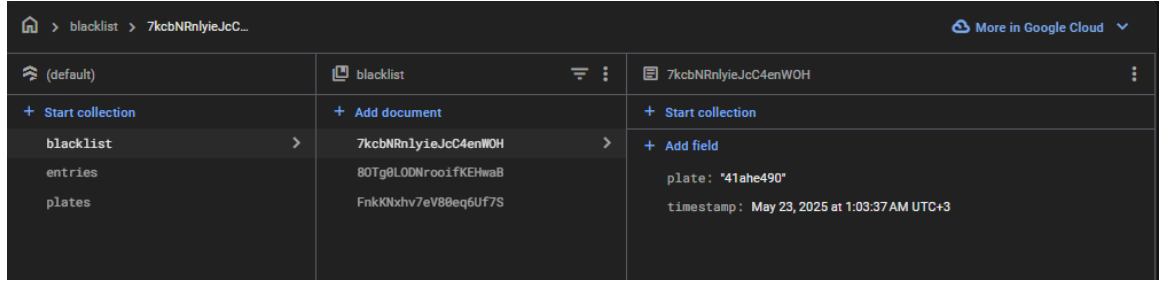 blacklist > 7kcbNRnlyieJcC...
More in Google Cloud
(default)
+ Start collection
blacklist
entries
plates
blacklist
+ Add document
7kcbNRnlyieJcC4enWOH
8OTg0LODNrooifKEHwaB
FnkKNxhv7eV80eq6Uf7S
7kcbNRnlyieJcC4enWOH
+ Start collection
+ Add field
plate: "41ahe490"
timestamp: May 23, 2025 at 1:03:37 AM UTC+3